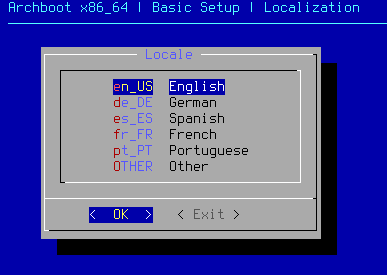 Archboot x86_64 | Basic Setup | Localization
Locale
en_US English
de_DE German
es_ES Spanish
fr_FR French
pt_PT Portuguese
OTHER Other
< OK > < Exit >